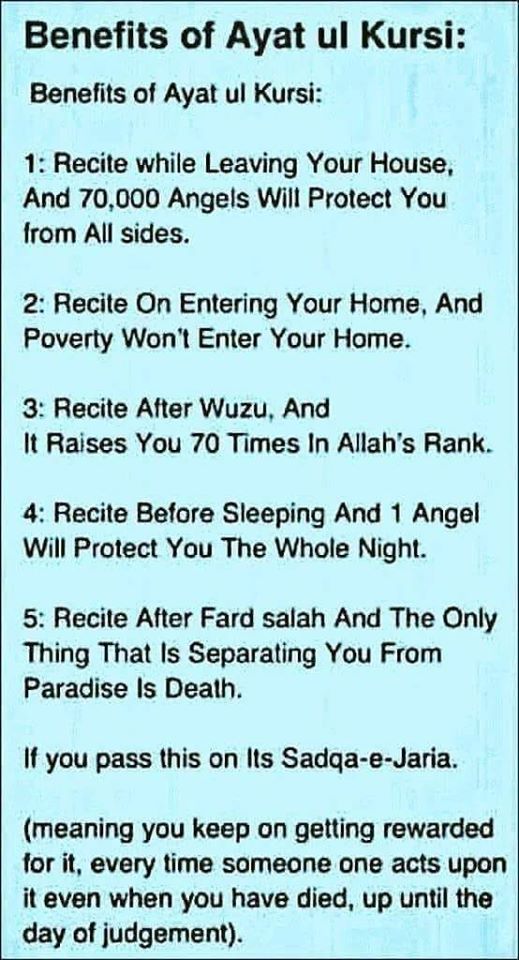 Benefits of Ayat ul Kursi:
Benefits of Ayat ul Kursi:
1: Recite while Leaving Your House,
And 70,000 Angels Will Protect You
from All sides.
2: Recite On Entering Your Home, And
Poverty Won't Enter Your Home.
3: Recite After Wuzu, And
It Raises You 70 Times In Allah's Rank.
4: Recite Before Sleeping And 1 Angel
Will Protect You The Whole Night.
5: Recite After Fard salah And The Only
Thing That Is Separating You From
Paradise Is Death.
If you pass this on Its Sadqa-e-Jaria.
(meaning you keep on getting rewarded
for it, every time someone one acts upon
it even when you have died, up until the
day of judgement).